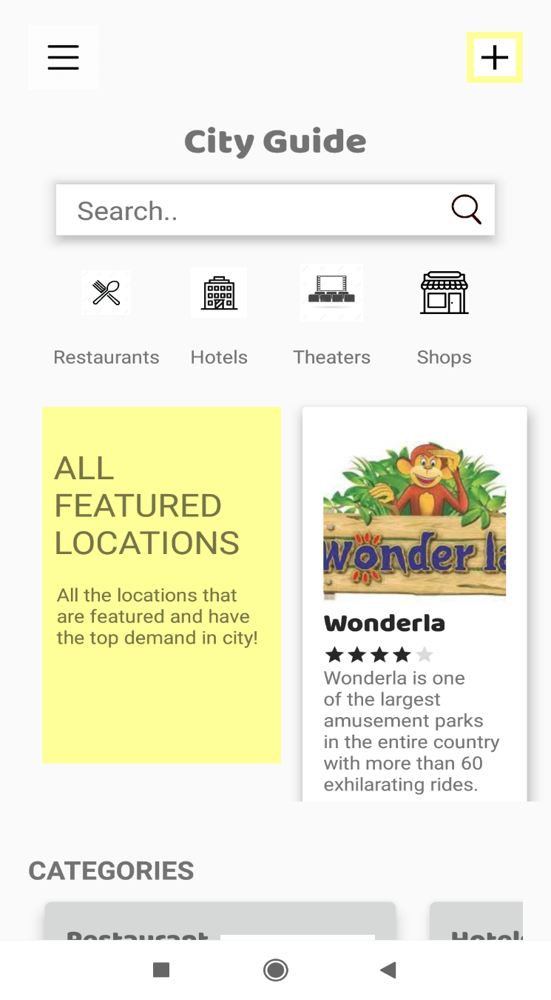 City Guide
Search..
Restaurants Hotels Theaters Shops
ALL
FEATURED
LOCATIONS
All the locations that
are featured and have
the top demand in city!
wonder la
Wonderla
Wonderla is one
of the largest
amusement parks
in the entire country
with more than 60
exhilarating rides.
CATEGORIES
Restaurant Hotels